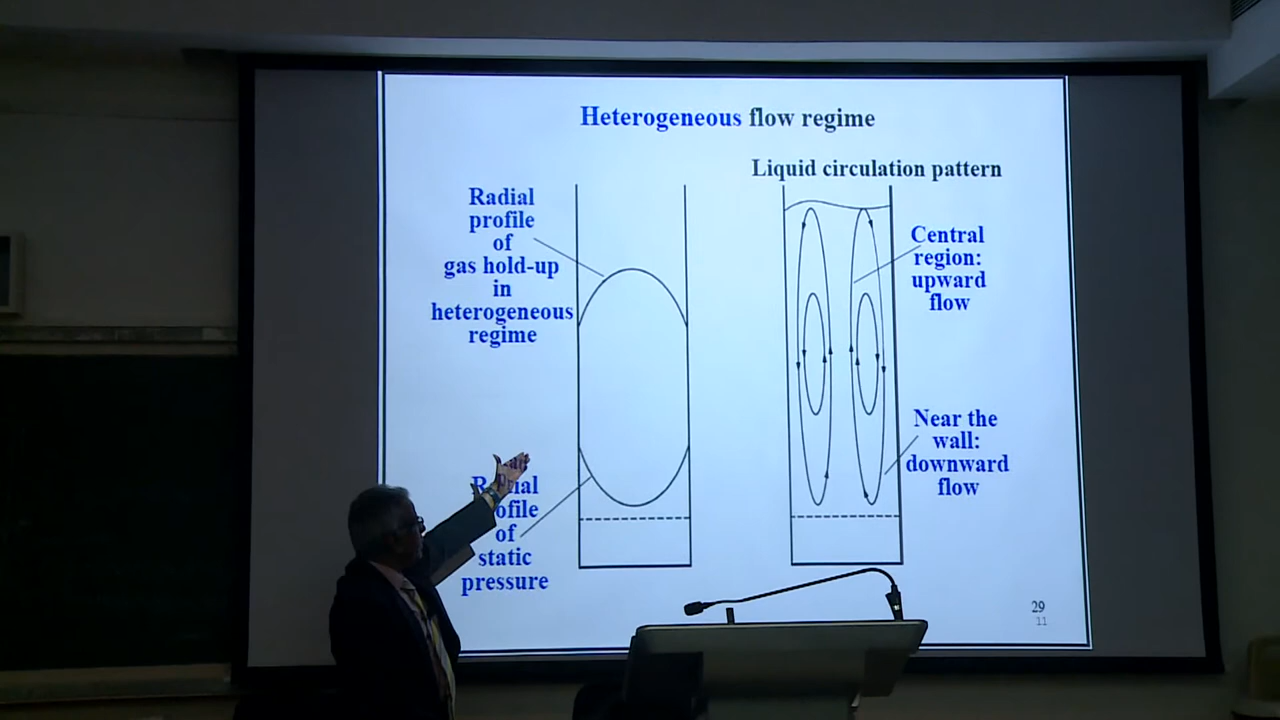 Heterogeneous flow regime
Liquid circulation pattern
Radial
profile
of
gas hold-up
in
heterogeneous
regime
Central
region:
upward
flow
Near the
wall:
downward
flow
of
static
pressure
29
11